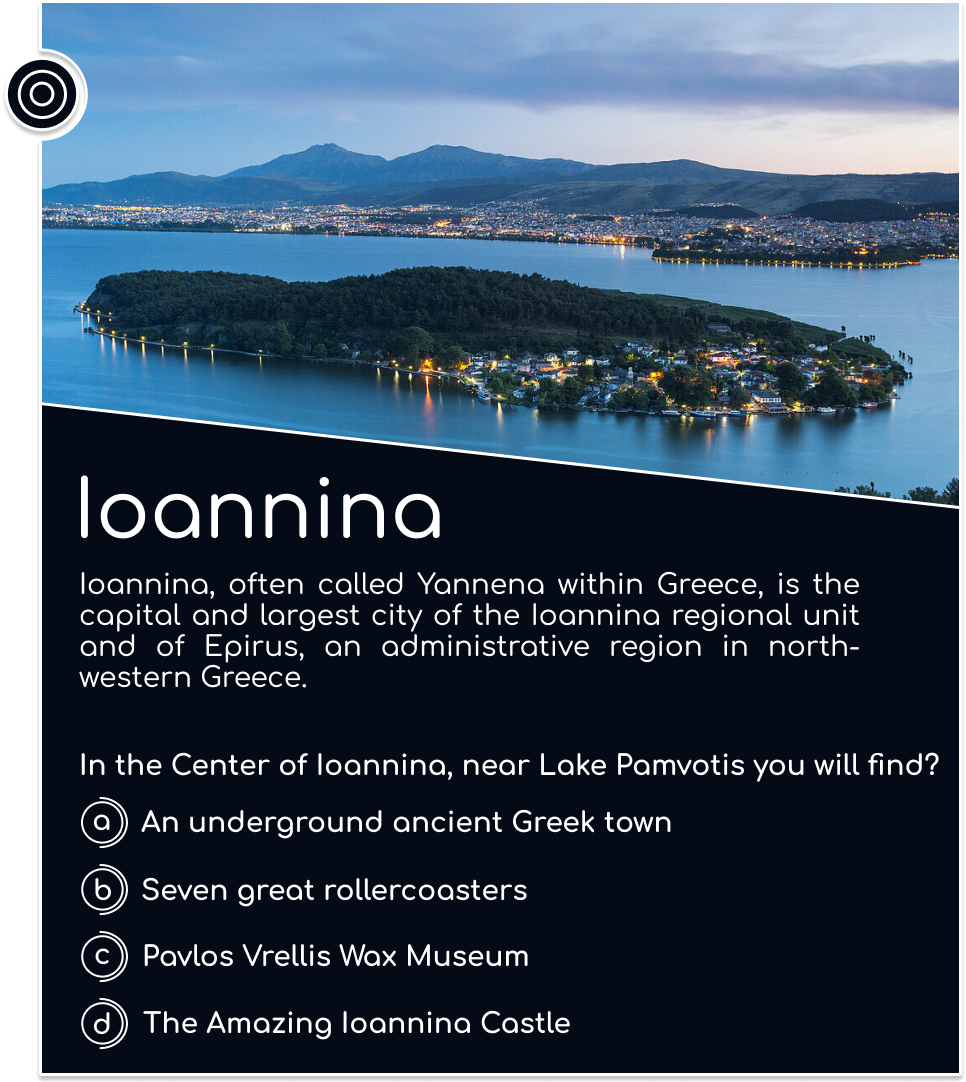 Ioannina
Ioannina, often called Yannena within Greece, is the
capital and largest city of the Ioannina regional unit
and of Epirus, an administrative region in north-
western Greece.
In the Center of Ioannina, near Lake Pamvotis you will find?
a An underground ancient Greek town
b Seven great rollercoasters
c Pavlos Vrellis Wax Museum
d The Amazing Ioannina Castle